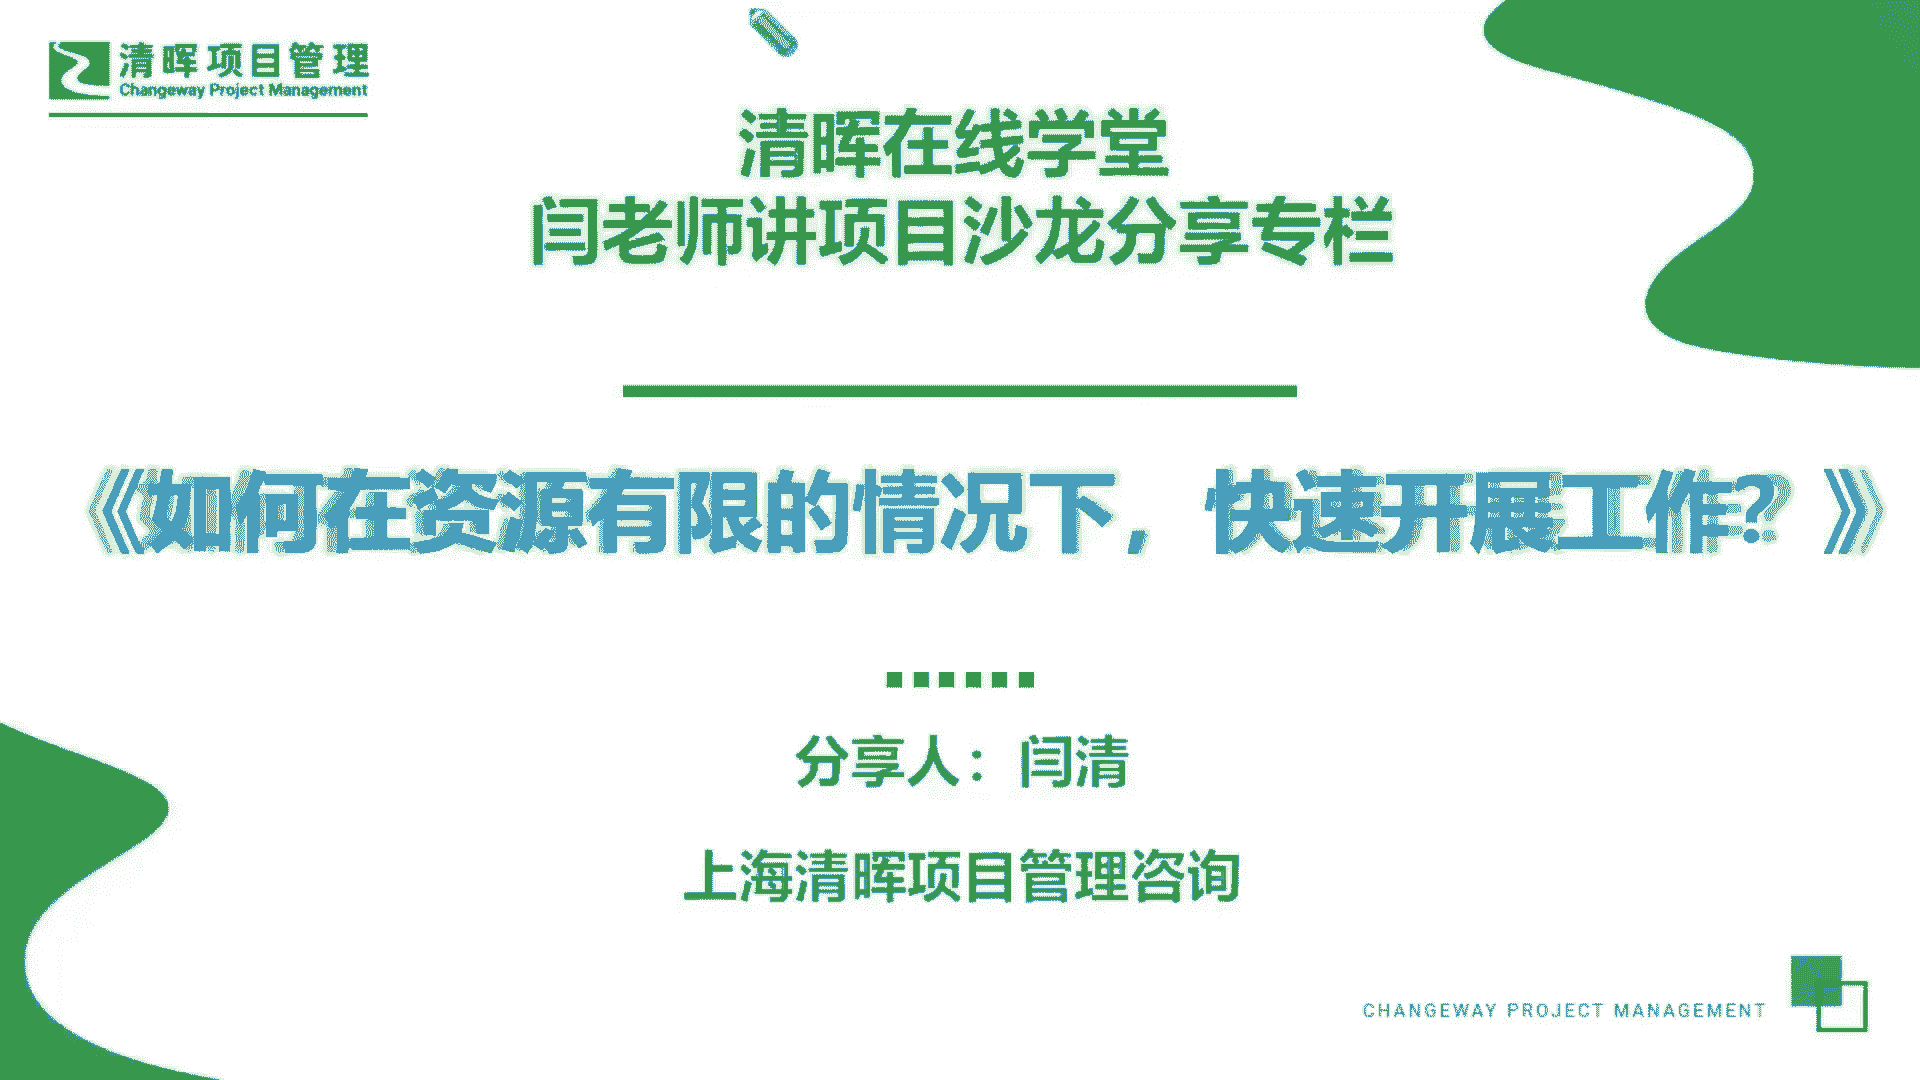 清晖项目管理
Changeway Project Management
清晖在线学堂
闫老师讲项目沙龙分享专栏
《如何在资源有限的情况下，快速开展工作？》
分享人：闫清
上海清晖项目管理咨询
CHANGEWAY PROJECT MANAGEMENT